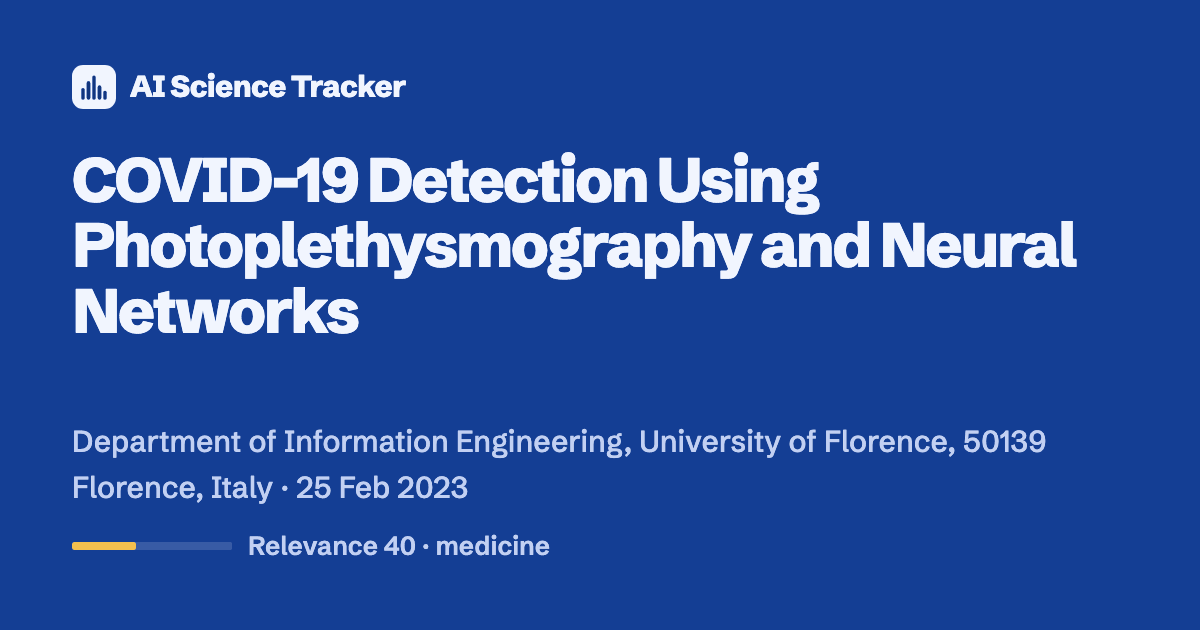 AI Science Tracker
COVID-19 Detection Using
Photoplethysmography and Neural
Networks
Department of Information Engineering, University of Florence, 50139
Florence, Italy · 25 Feb 2023
Relevance 40 · medicine